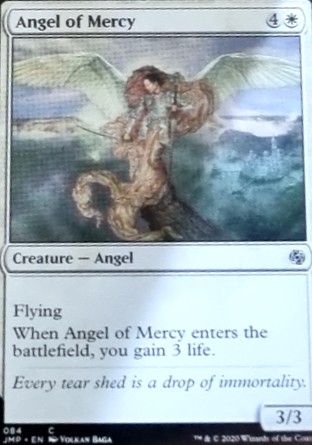 Angel of Mercy 4
Creature — Angel
Flying
When Angel of Mercy enters the
battlefield, you gain 3 life.
Every tear shed is a drop of immortality.
3/3
084 C
JMP • EN Volkan Baga
™ & © 2020 Wizards of the Coa